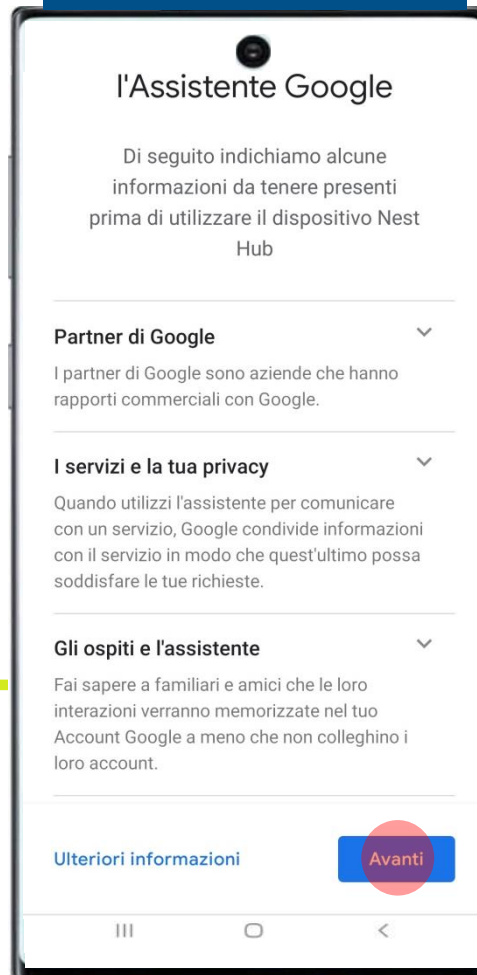 l'Assistente Google
Di seguito indichiamo alcune
informazioni da tenere presenti
prima di utilizzare il dispositivo Nest
Hub
Partner di Google
I partner di Google sono aziende che hanno
rapporti commerciali con Google.
I servizi e la tua privacy
Quando utilizzi l'assistente per comunicare
con un servizio, Google condivide informazioni
con il servizio in modo che quest'ultimo possa
soddisfare le tue richieste.
Gli ospiti e l'assistente
Fai sapere a familiari e amici che le loro
interazioni verranno memorizzate nel tuo
Account Google a meno che non colleghino i
loro account.
Ulteriori informazioni
Avanti